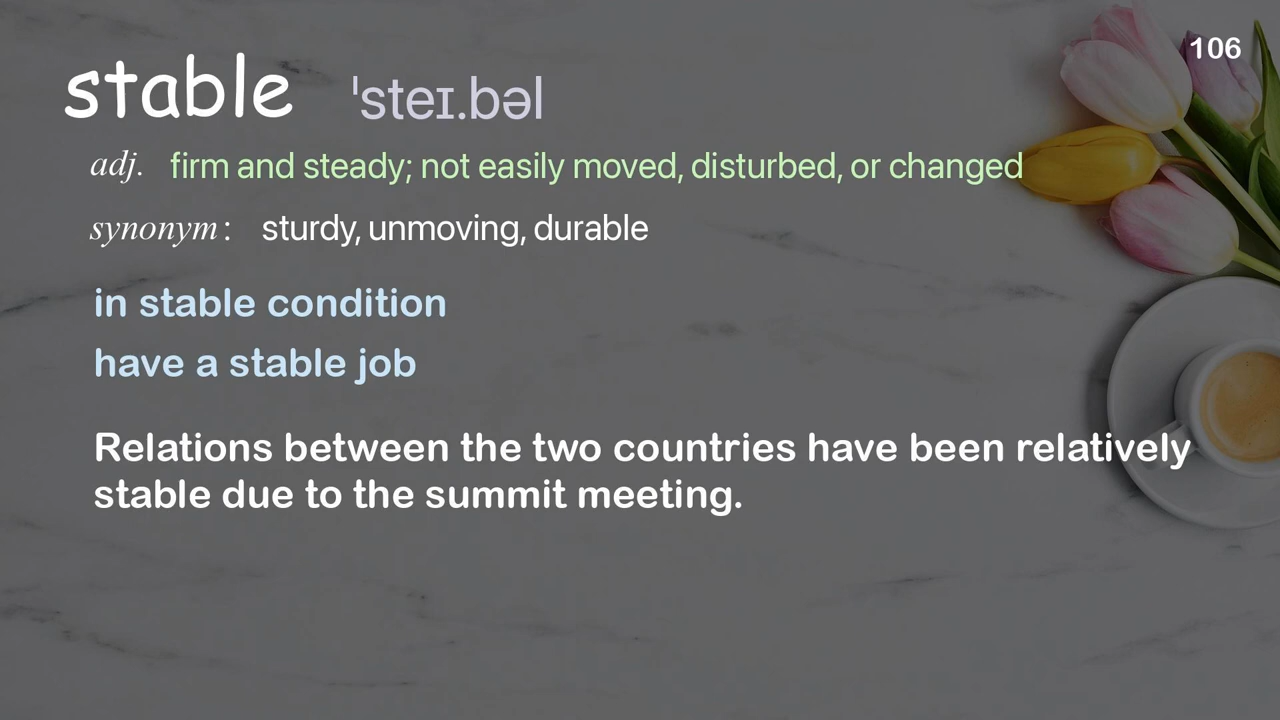 106
stable ˈsteɪ.bəl
adj. firm and steady; not easily moved, disturbed, or changed
synonym: sturdy, unmoving, durable
in stable condition
have a stable job
Relations between the two countries have been relatively
stable due to the summit meeting.